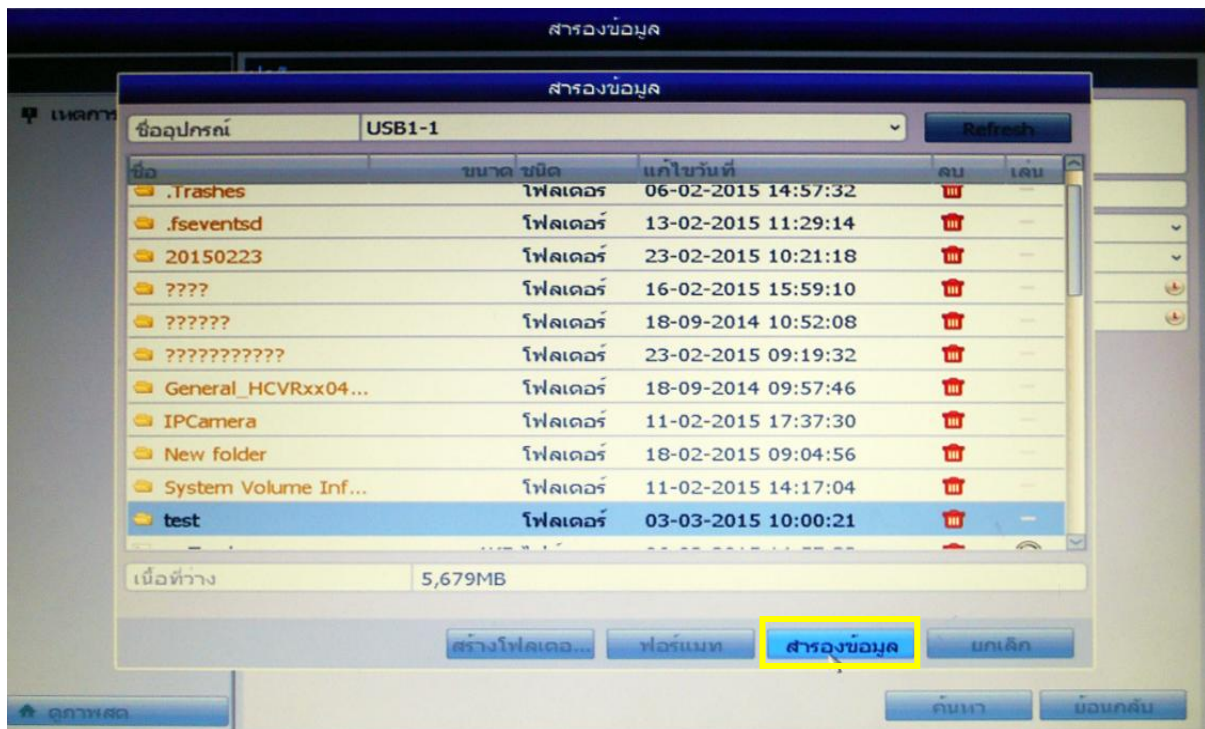 สำรองข้อมูล
สำรองข้อมูล
ชื่ออุปกรณ์ USB1-1 Refresh
ชื่อ ขนาด ชนิด แก้ไขวันที่ ลบ เล่น
.Trashes โฟลเดอร์ 06-02-2015 14:57:32
.fseventsd โฟลเดอร์ 13-02-2015 11:29:14
20150223 โฟลเดอร์ 23-02-2015 10:21:18
???? โฟลเดอร์ 16-02-2015 15:59:10
?????? โฟลเดอร์ 18-09-2014 10:52:08
??????????? โฟลเดอร์ 23-02-2015 09:19:32
General_HCVRxx04... โฟลเดอร์ 18-09-2014 09:57:46
IPCamera โฟลเดอร์ 11-02-2015 17:37:30
New folder โฟลเดอร์ 18-02-2015 09:04:56
System Volume Inf... โฟลเดอร์ 11-02-2015 14:17:04
test โฟลเดอร์ 03-03-2015 10:00:21
เนื้อที่ว่าง 5,679MB
สร้างโฟลเดอ... ฟอร์แมท สำรองข้อมูล ยกเลิก
ดูภาพสด ค้นหา ย้อนกลับ